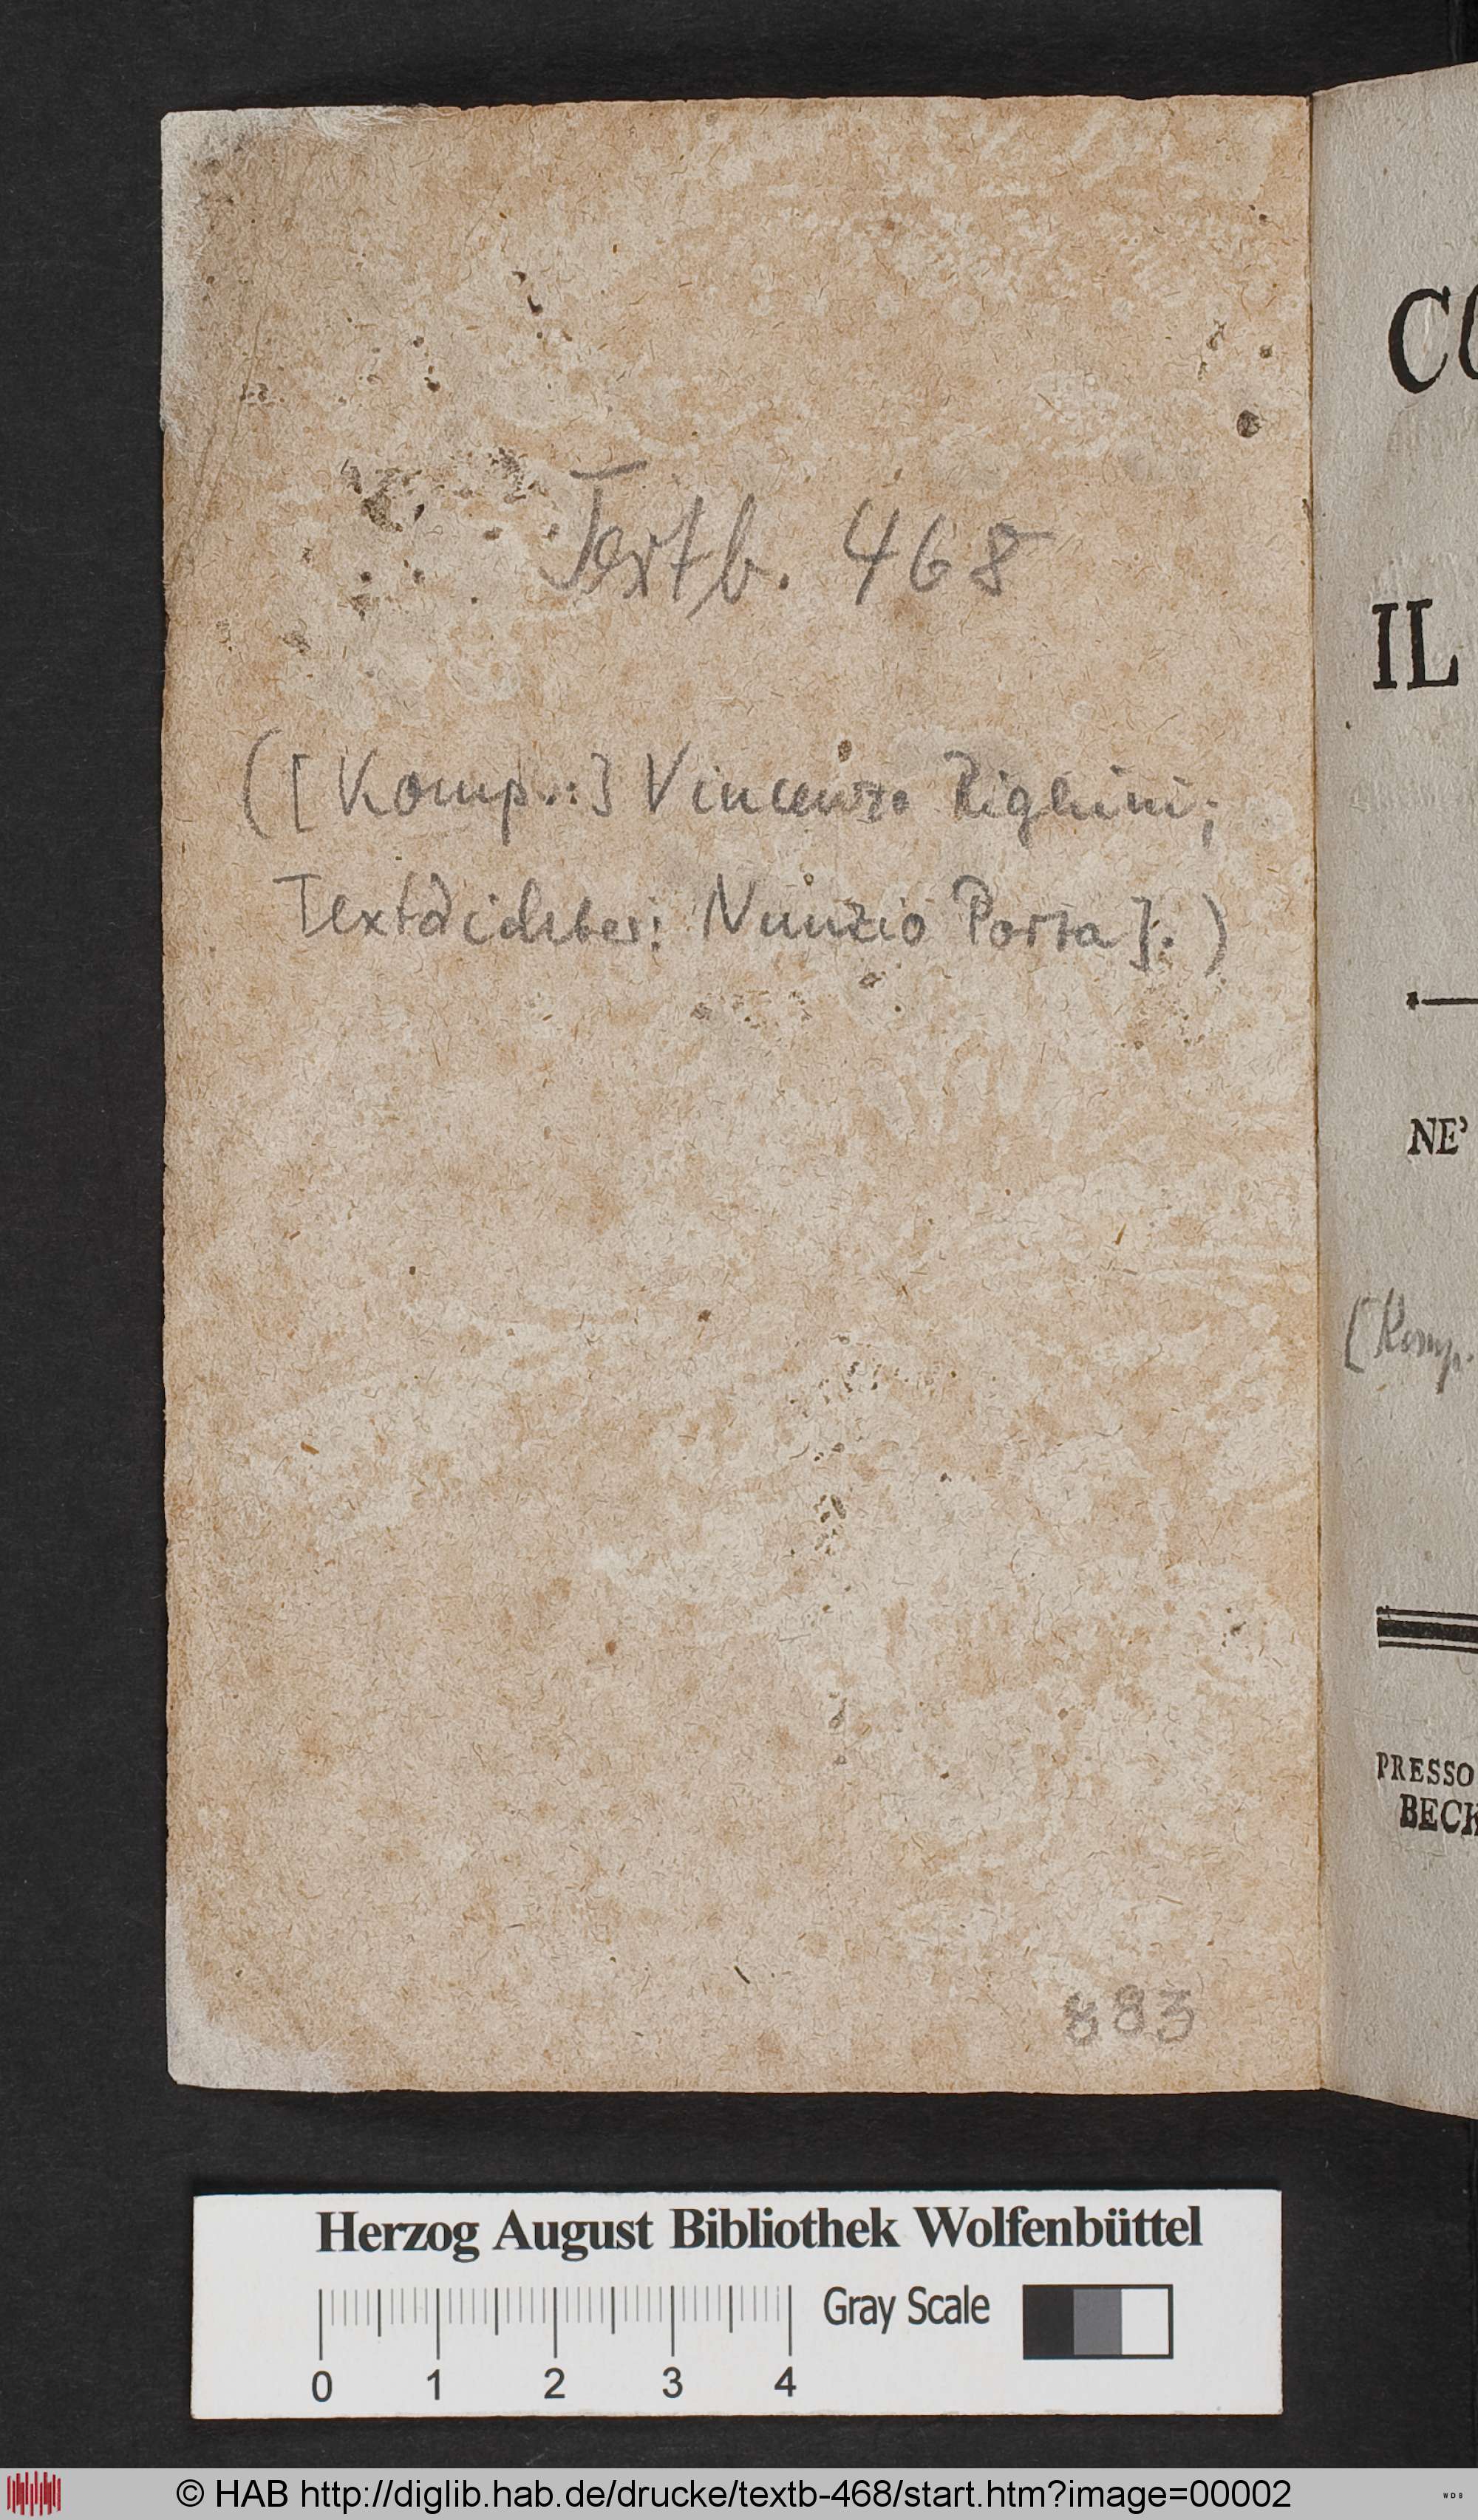 Textb. 468
([Komp.:] Vincenzo Righini;
Textdichter: Nunzio Porta].)
883
CO
IL
NE'
[Komp.
PRESSO
BECK
Herzog August Bibliothek Wolfenbüttel
0 1 2 3 4 Gray Scale
© HAB http://diglib.hab.de/drucke/textb-468/start.htm?image=00002
WDB